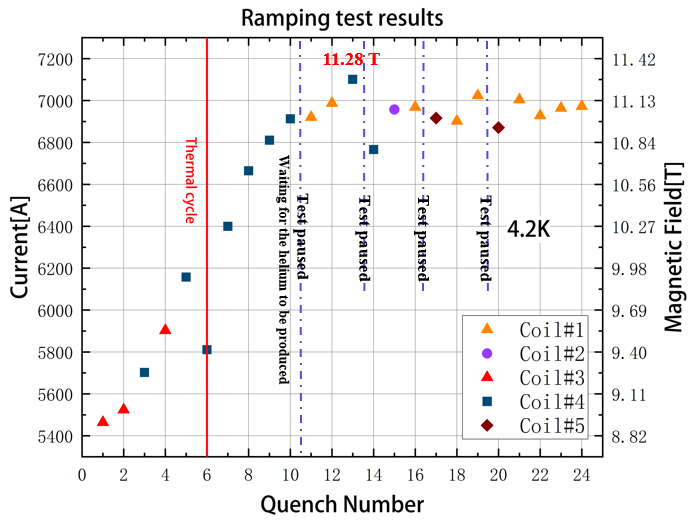 Ramping test results
7200
7000
6800
6600
6400
6200
6000
5800
5600
5400
Current[A]
11.42
11.13
10.84
10.56
10.27
9.98
9.69
9.40
9.11
8.82
Magnetic Field[T]
11.28 T
Thermal cycle
Waiting for the helium to be produced
Test paused
Test paused
Test paused
Test paused
4.2K
Coil#1
Coil#2
Coil#3
Coil#4
Coil#5
0 2 4 6 8 10 12 14 16 18 20 22 24
Quench Number